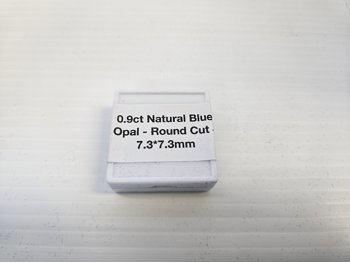 0.9ct Natural Blue
Opal - Round Cut -
7.3*7.3mm